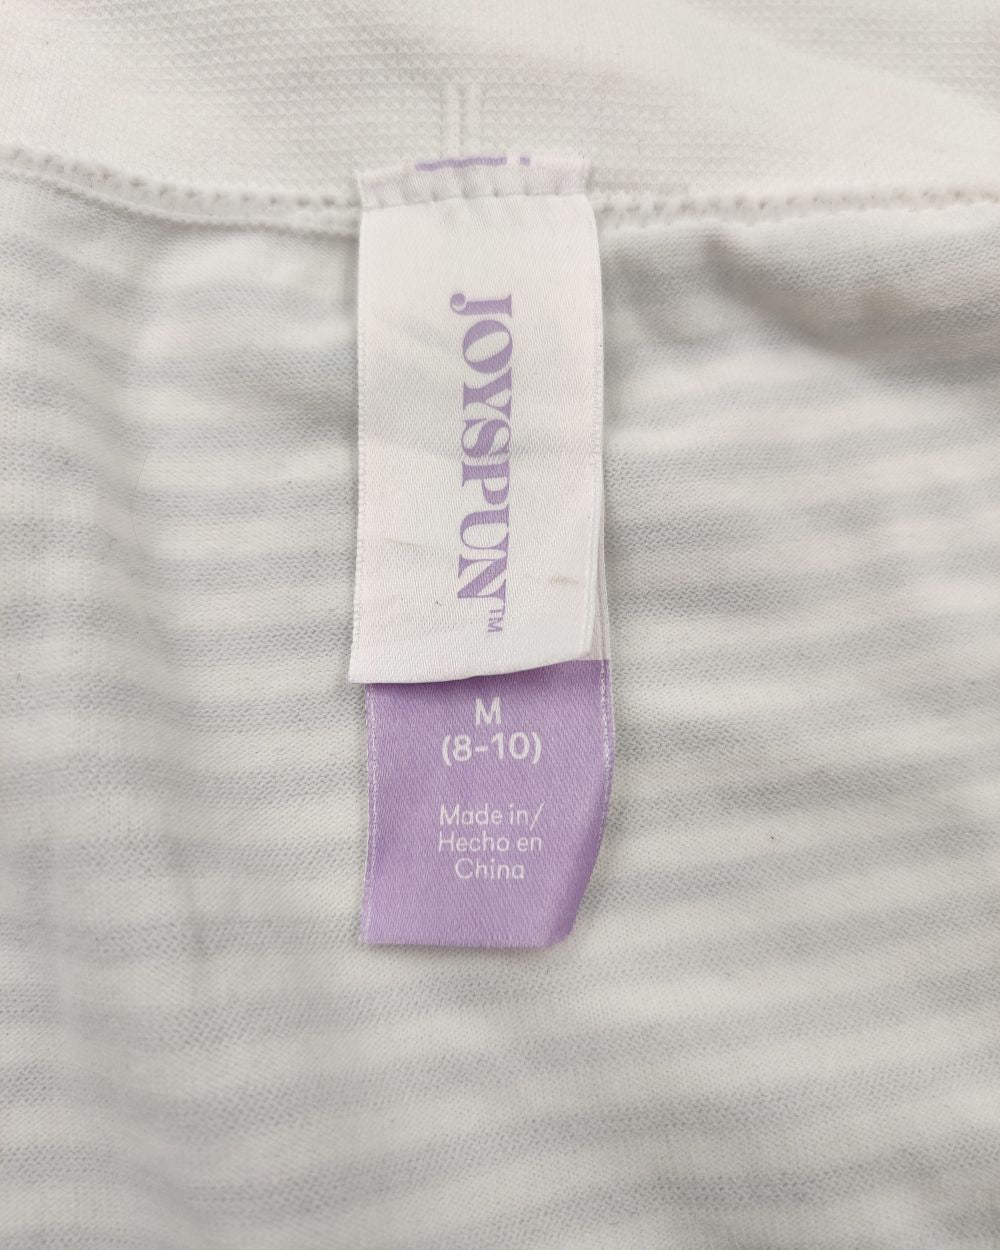 JOYSPUN™
M
(8-10)
Made in/
Hecho en
China